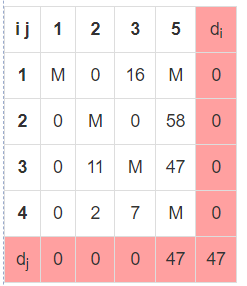 i j 1 2 3 5 di
1 M 0 16 M 0
2 0 M 0 58 0
3 0 11 M 47 0
4 0 2 7 M 0
dj 0 0 0 47 47